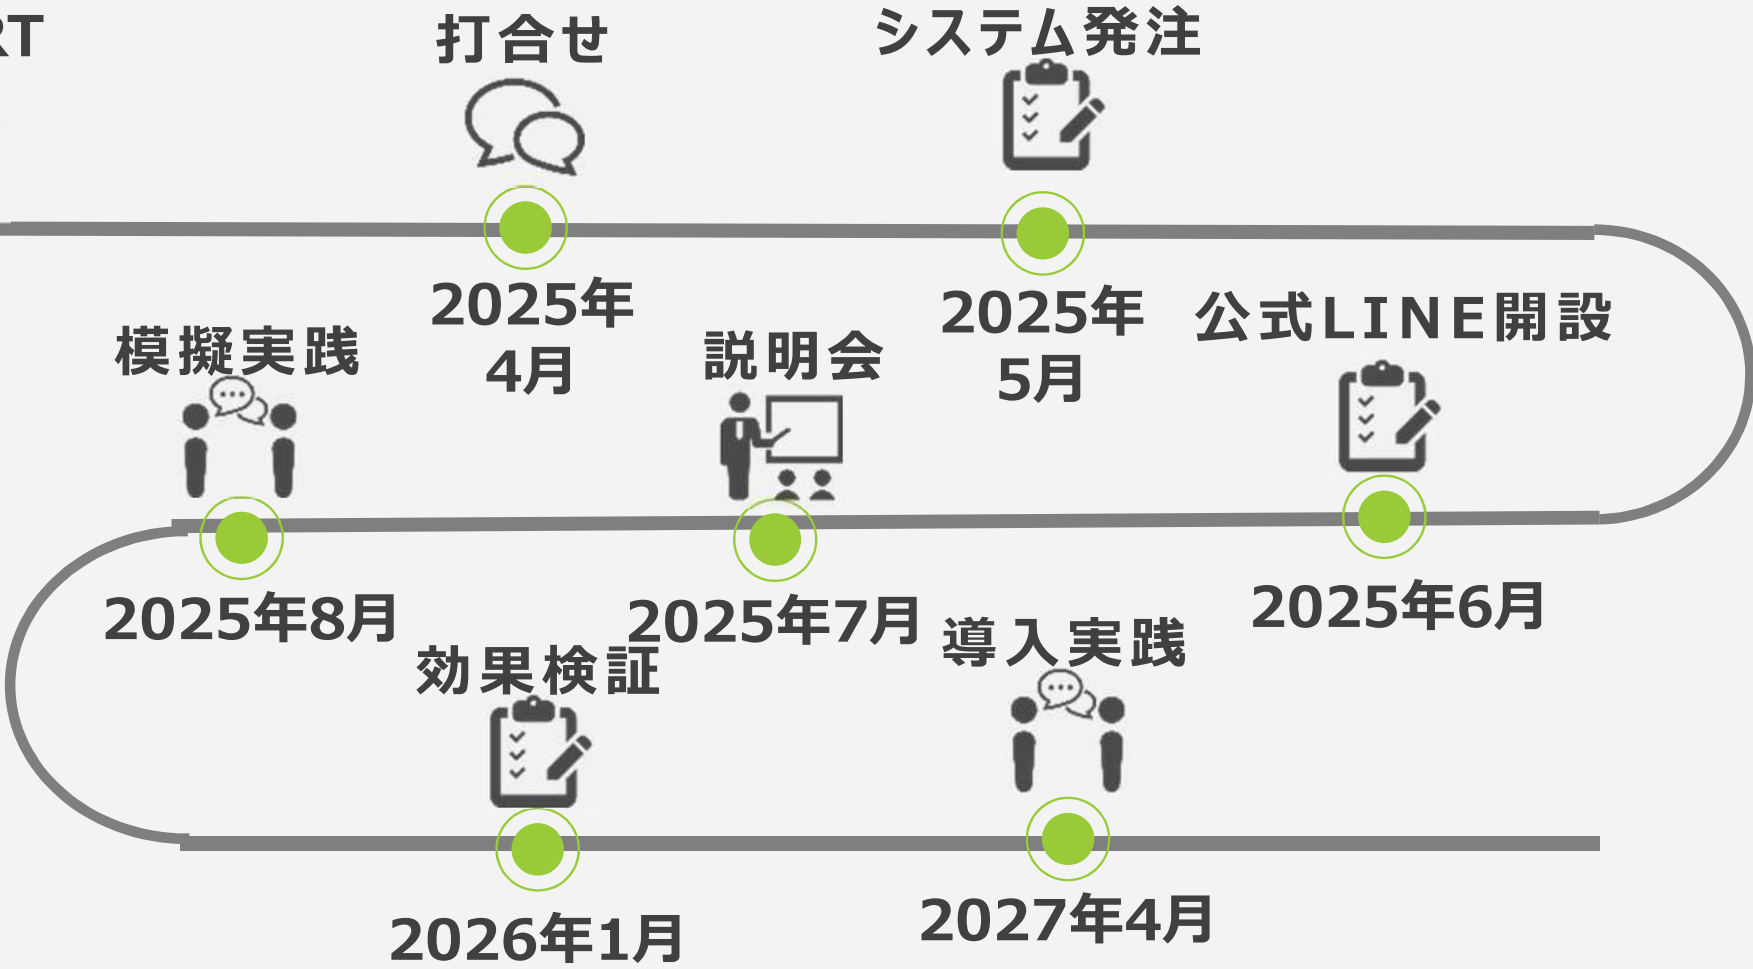 RT
打合せ
システム発注
2025年
4月
2025年
5月
公式LINE開設
2025年6月
説明会
2025年7月
模擬実践
2025年8月
効果検証
2026年1月
導入実践
2027年4月